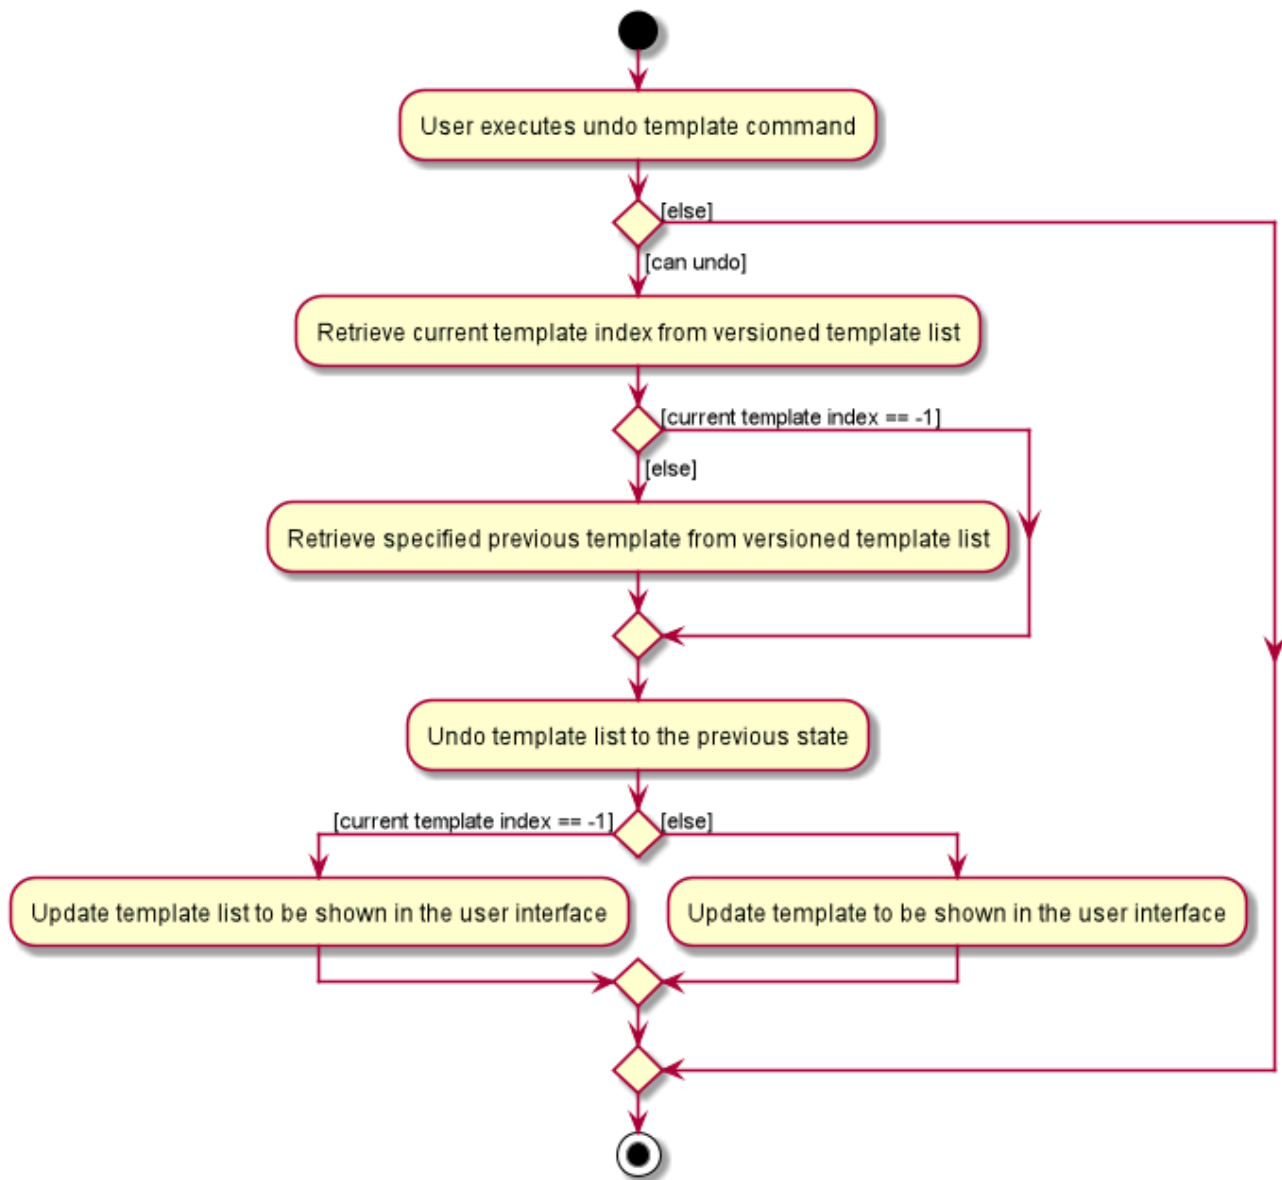 User executes undo template command
[else]
[can undo]
Retrieve current template index from versioned template list
[current template index == -1]
[else]
Retrieve specified previous template from versioned template list
Undo template list to the previous state
[current template index == -1]
[else]
Update template list to be shown in the user interface
Update template to be shown in the user interface